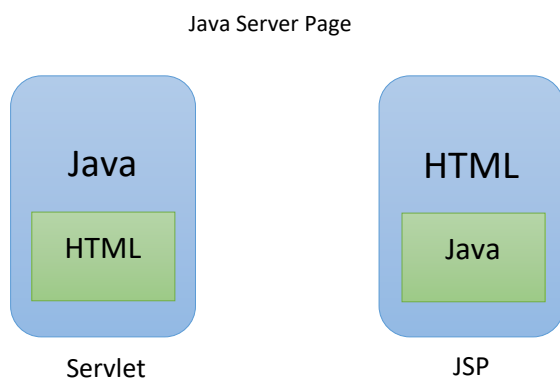 Java Server Page
Java
HTML
Servlet
HTML
Java
JSP